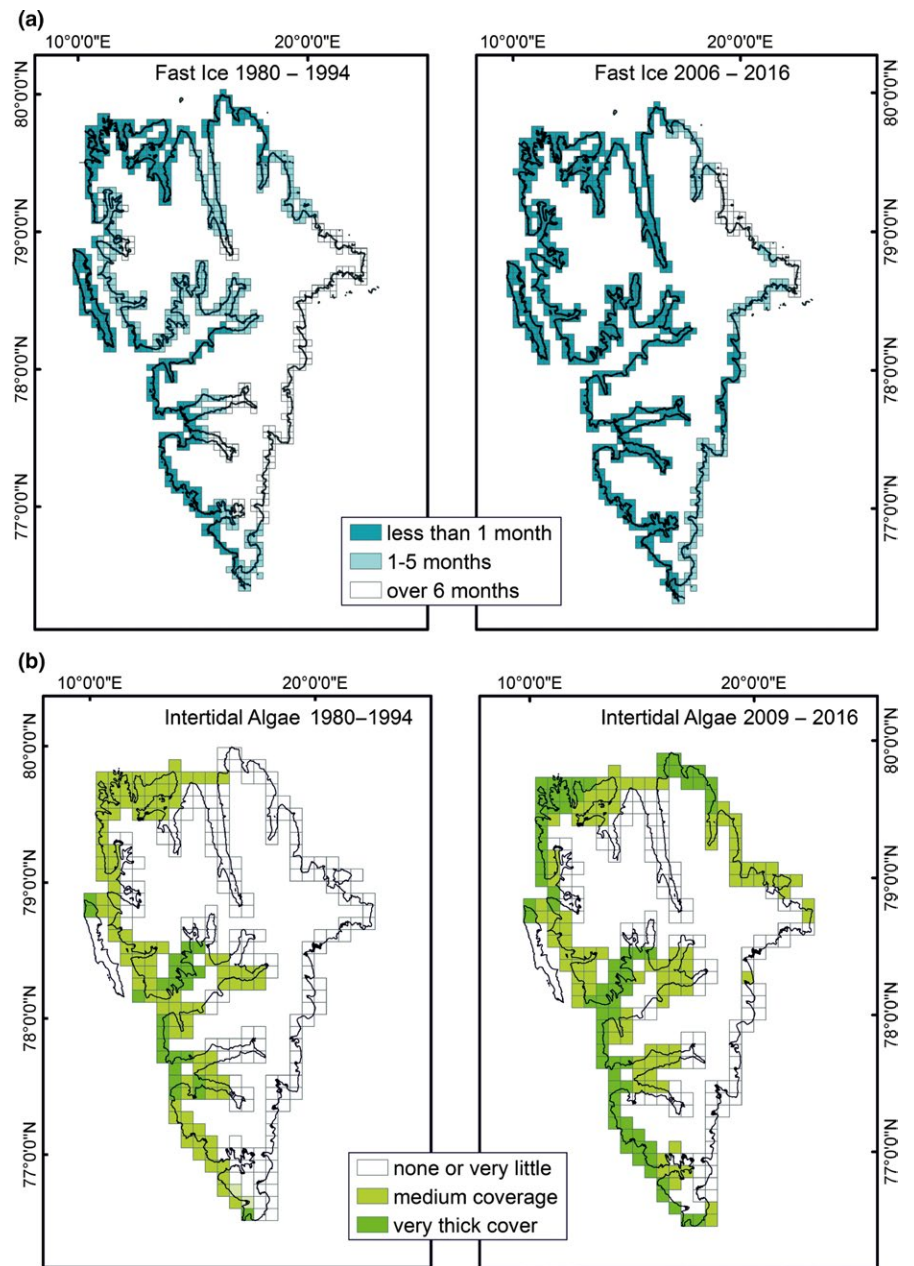 (a)
10°0'0"E 20°0'0"E 20°0'0"E
Fast Ice 1980 – 1994
Fast Ice 2006 – 2016
80°0'0"N
79°0'0"N
78°0'0"N
77°0'0"N
80°0'0"N
79°0'0"N
78°0'0"N
77°0'0"N
less than 1 month
1-5 months
over 6 months
(b)
10°0'0"E 20°0'0"E 10°0'0"E 20°0'0"E
Intertidal Algae 1980–1994
Intertidal Algae 2009 – 2016
80°0'0"N
79°0'0"N
78°0'0"N
77°0'0"N
80°0'0"N
79°0'0"N
78°0'0"N
77°0'0"N
none or very little
medium coverage
very thick cover